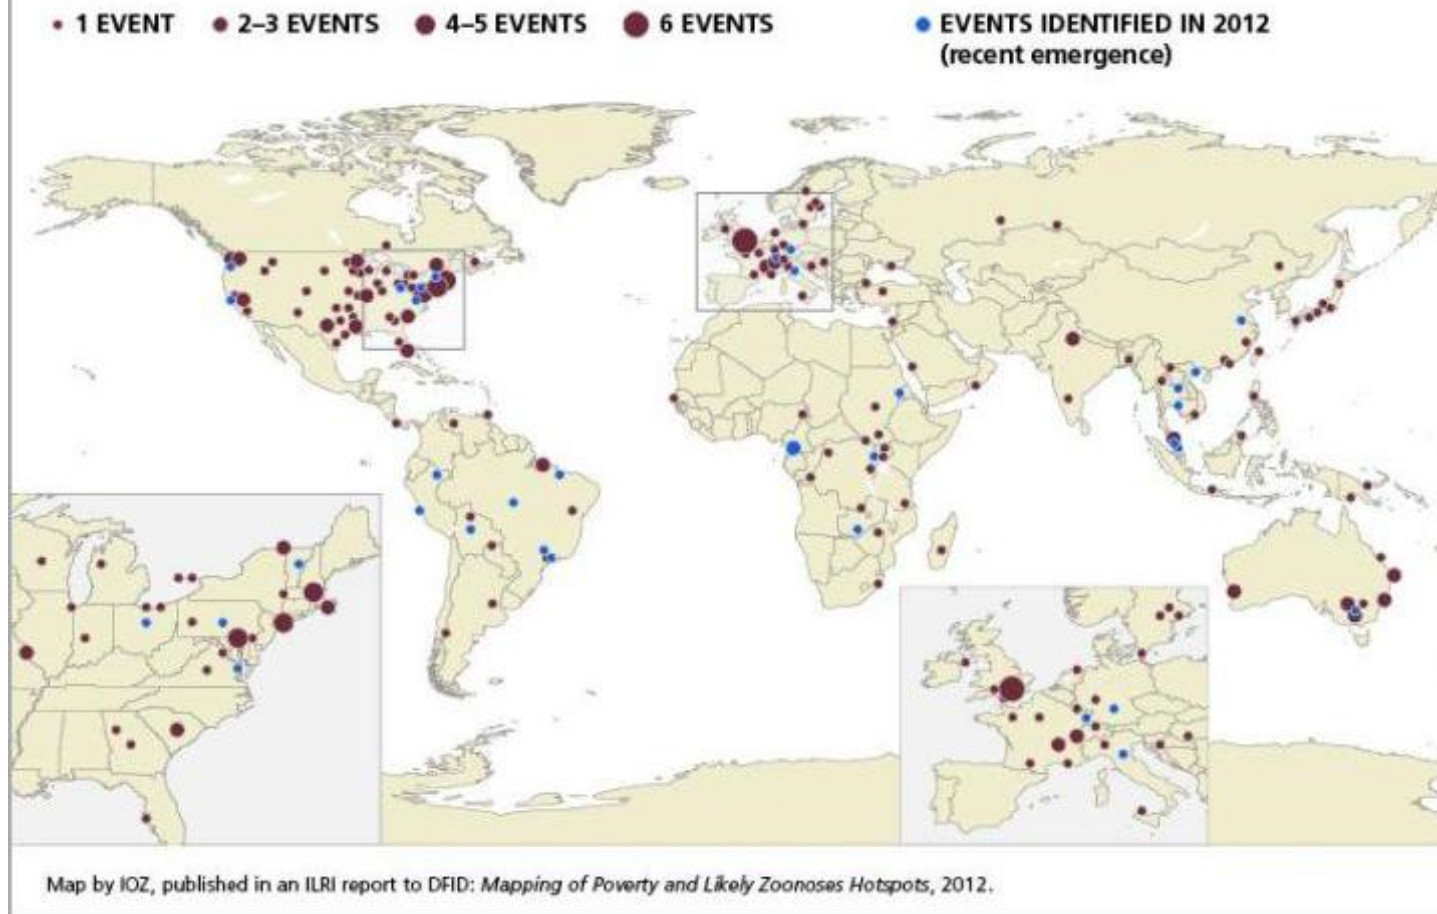 1 EVENT 2–3 EVENTS 4–5 EVENTS 6 EVENTS EVENTS IDENTIFIED IN 2012
(recent emergence)
Map by IOZ, published in an ILRI report to DFID: Mapping of Poverty and Likely Zoonoses Hotspots, 2012.